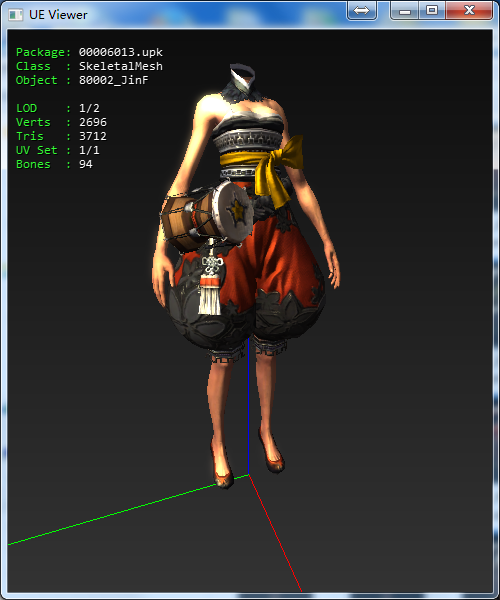 UE Viewer
Package: 00006013.upk
Class : SkeletalMesh
Object : 80002_JinF
LOD : 1/2
Verts : 2696
Tris : 3712
UV Set : 1/1
Bones : 94